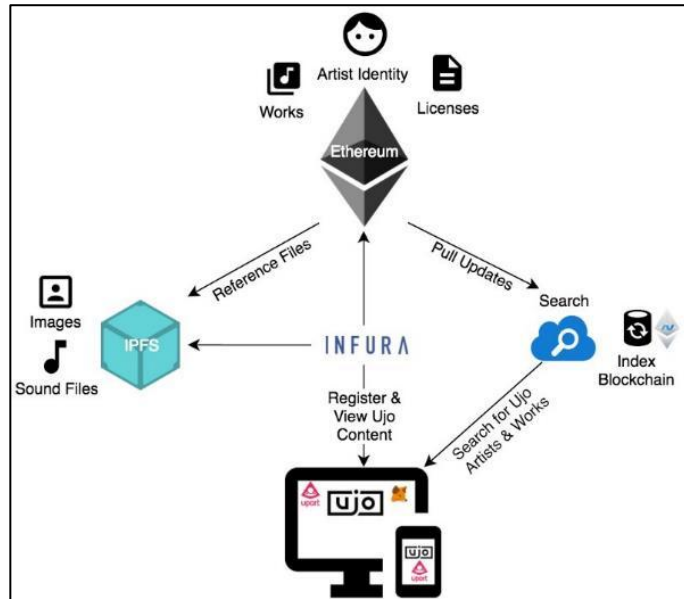 Artist Identity
Works
Licenses
Ethereum
Reference Files
Pull Updates
Search
Images
IPFS
INFURA
Index
Blockchain
Sound Files
Register &
View Ujo
Content
Search for Ujo
Artists & Works
uport
ujo
ujo
uport